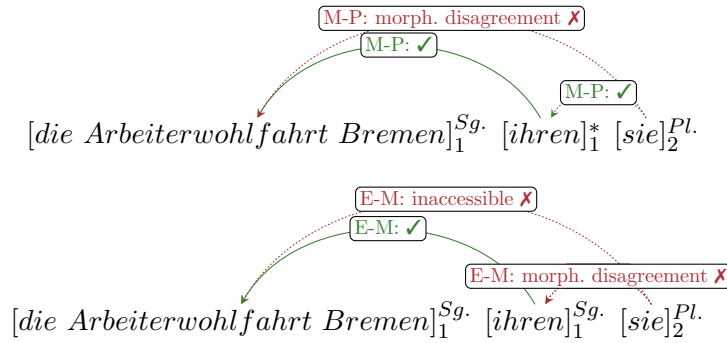 M-P: morph. disagreement ✗
M-P: ✓
M-P: ✓
[die Arbeiterwohlfahrt Bremen]₁^{Sg.} [ihren]₁^{*} [sie]₂^{Pl.}
E-M: inaccessible ✗
E-M: ✓
E-M: morph. disagreement ✗
[die Arbeiterwohlfahrt Bremen]₁^{Sg.} [ihren]₁^{Sg.} [sie]₂^{Pl.}